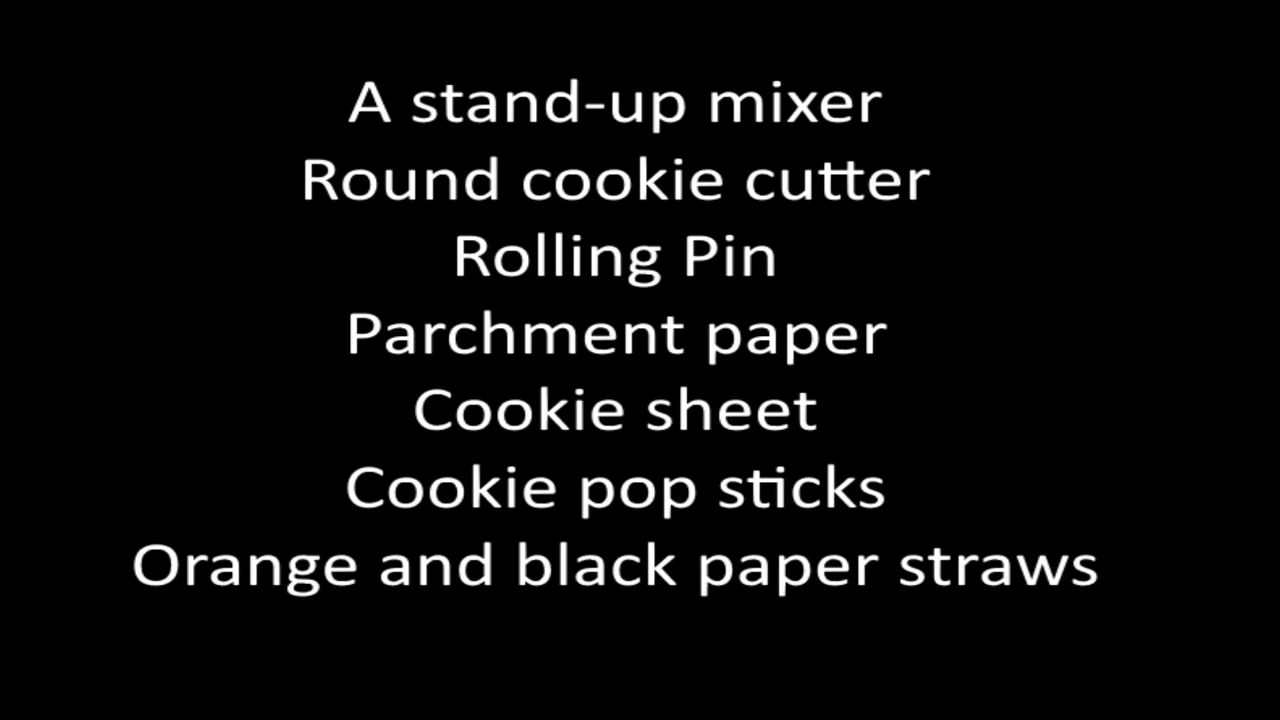 A stand-up mixer
Round cookie cutter
Rolling Pin
Parchment paper
Cookie sheet
Cookie pop sticks
Orange and black paper straws